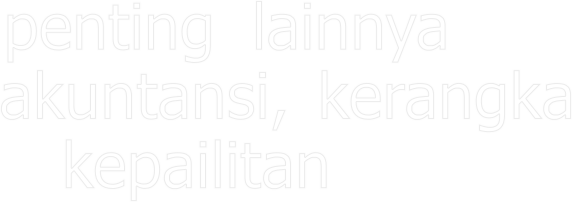 penting lainnya
akuntansi, kerangka
kepailitan